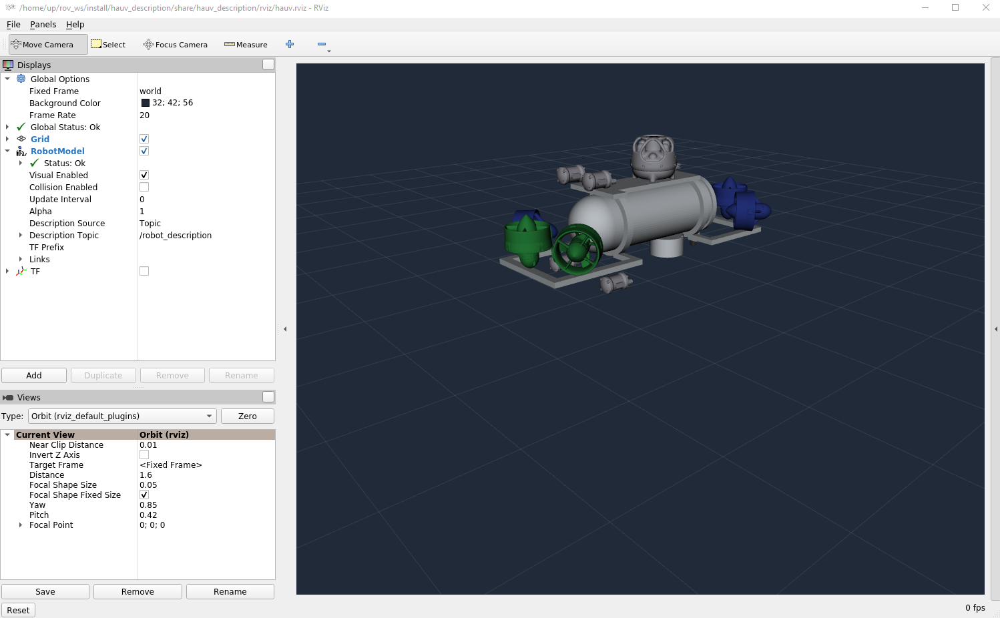 /home/up/rov_ws/install/hauv_description/share/hauv_description/rviz/hauv.rviz - RViz
File Panels Help
Move Camera Select Focus Camera Measure
Displays
Global Options
Fixed Frame world
Background Color 32; 42; 56
Frame Rate 20
Global Status: Ok
Grid
RobotModel
Status: Ok
Visual Enabled
Collision Enabled
Update Interval 0
Alpha 1
Description Source Topic
Description Topic /robot_description
TF Prefix
Links
TF
Add Duplicate Remove Rename
Views
Type: Orbit (rviz_default_plugins) Zero
Current View Orbit (rviz)
Near Clip Distance 0.01
Invert Z Axis
Target Frame <Fixed Frame>
Distance 1.6
Focal Shape Size 0.05
Focal Shape Fixed Size
Yaw 0.85
Pitch 0.42
Focal Point 0; 0; 0
Save Remove Rename
Reset 0 fps